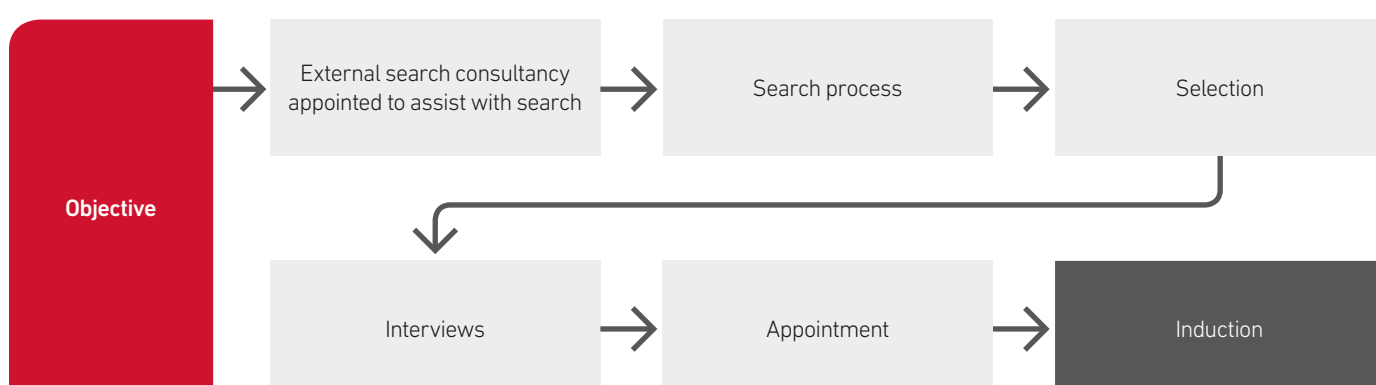 Objective
External search consultancy
appointed to assist with search
Search process
Selection
Interviews
Appointment
Induction